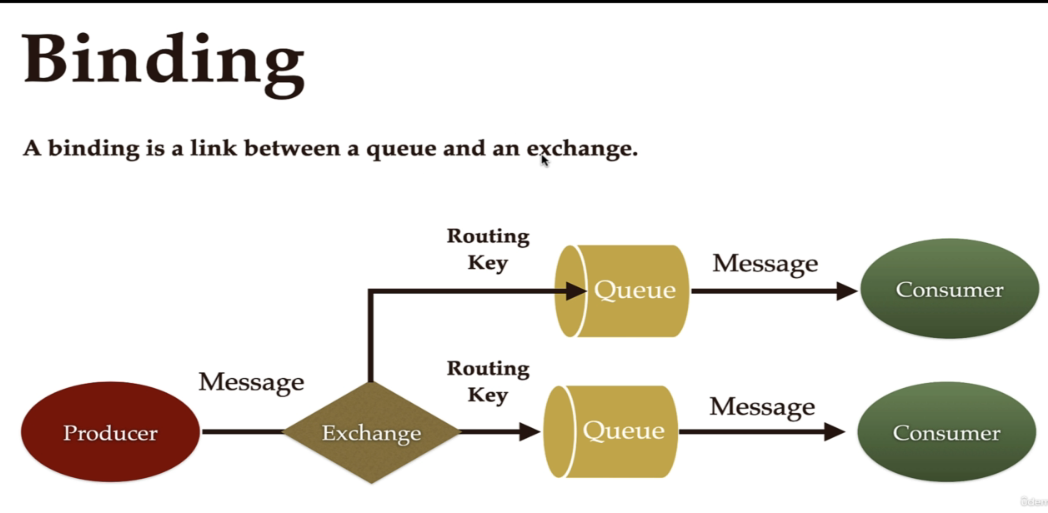 Binding
A binding is a link between a queue and an exchange.
Routing
Key
Queue
Message
Consumer
Routing
Key
Message
Producer
Exchange
Queue
Message
Consumer